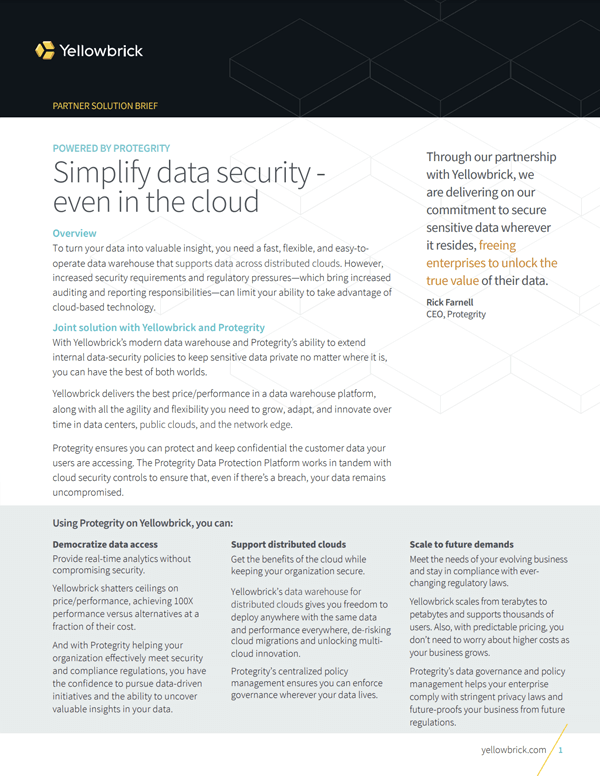 Yellowbrick
PARTNER SOLUTION BRIEF
POWERED BY PROTEGRITY
Simplify data security -
even in the cloud
Overview
To turn your data into valuable insight, you need a fast, flexible, and easy-to-
operate data warehouse that supports data across distributed clouds. However,
increased security requirements and regulatory pressures—which bring increased
auditing and reporting responsibilities—can limit your ability to take advantage of
cloud-based technology.
Joint solution with Yellowbrick and Protegrity
With Yellowbrick's modern data warehouse and Protegrity's ability to extend
internal data-security policies to keep sensitive data private no matter where it is,
you can have the best of both worlds.
Yellowbrick delivers the best price/performance in a data warehouse platform,
along with all the agility and flexibility you need to grow, adapt, and innovate over
time in data centers, public clouds, and the network edge.
Protegrity ensures you can protect and keep confidential the customer data your
users are accessing. The Protegrity Data Protection Platform works in tandem with
cloud security controls to ensure that, even if there's a breach, your data remains
uncompromised.
Through our partnership
with Yellowbrick, we
are delivering on our
commitment to secure
sensitive data wherever
it resides, freeing
enterprises to unlock the
true value of their data.
Rick Farnell
CEO, Protegrity
Using Protegrity on Yellowbrick, you can:
Democratize data access
Provide real-time analytics without
compromising security.
Yellowbrick shatters ceilings on
price/performance, achieving 100X
performance versus alternatives at a
fraction of their cost.
And with Protegrity helping your
organization effectively meet security
and compliance regulations, you have
the confidence to pursue data-driven
initiatives and the ability to uncover
valuable insights in your data.
Support distributed clouds
Get the benefits of the cloud while
keeping your organization secure.
Yellowbrick's data warehouse for
distributed clouds gives you freedom to
deploy anywhere with the same data
and performance everywhere, de-risking
cloud migrations and unlocking multi-
cloud innovation.
Protegrity's centralized policy
management ensures you can enforce
governance wherever your data lives.
Scale to future demands
Meet the needs of your evolving business
and stay in compliance with ever-
changing regulatory laws.
Yellowbrick scales from terabytes to
petabytes and supports thousands of
users. Also, with predictable pricing, you
don't need to worry about higher costs as
your business grows.
Protegrity's data governance and policy
management helps your enterprise
comply with stringent privacy laws and
future-proofs your business from future
regulations.
yellowbrick.com 1